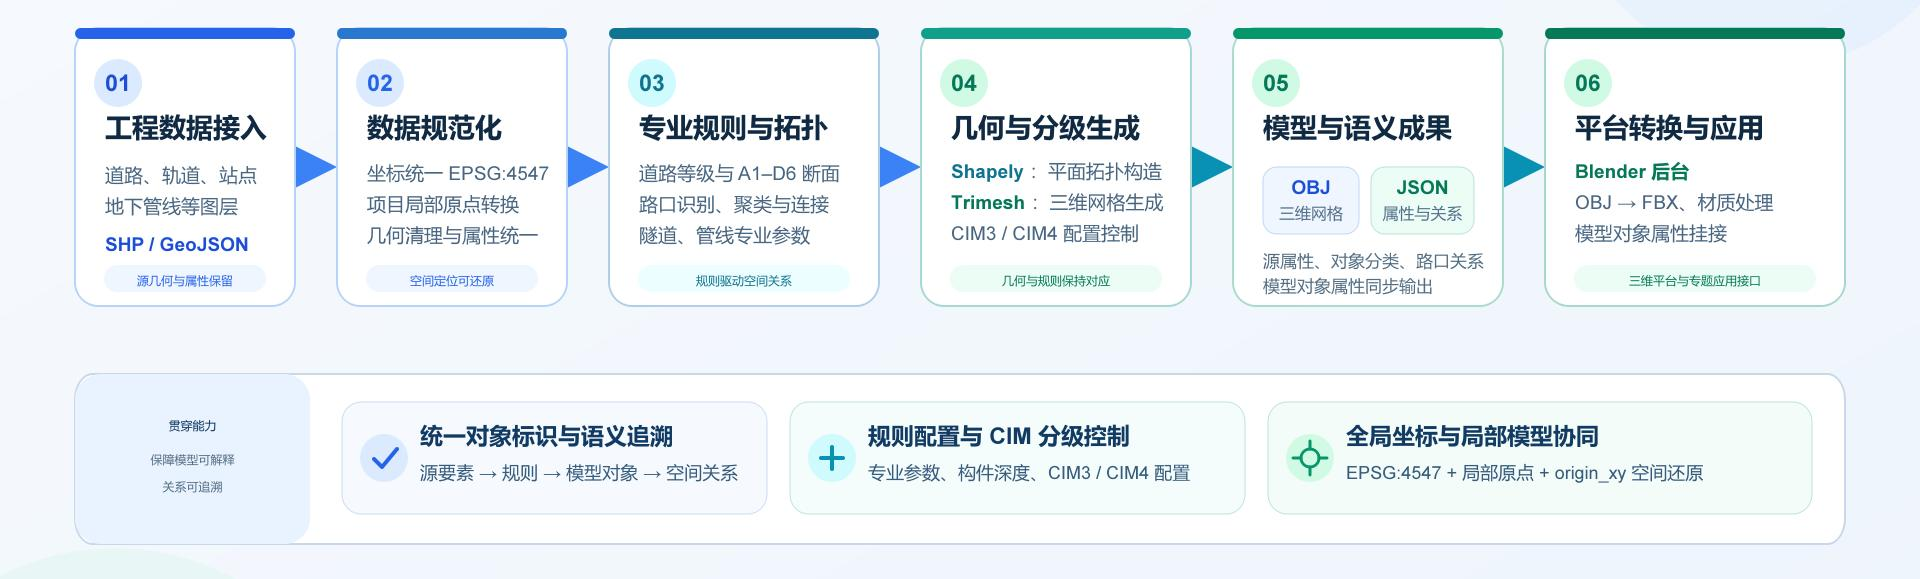 01
工程数据接入
道路、轨道、站点
地下管线等图层
SHP / GeoJSON
源几何与属性保留
02
数据规范化
坐标统一 EPSG:4547
项目局部原点转换
几何清理与属性统一
空间定位可还原
03
专业规则与拓扑
道路等级与 A1–D6 断面
路口识别、聚类与连接
隧道、管线专业参数
规则驱动空间关系
04
几何与分级生成
Shapely： 平面拓扑构造
Trimesh： 三维网格生成
CIM3 / CIM4 配置控制
几何与规则保持对应
05
模型与语义成果
OBJ
三维网格
JSON
属性与关系
源属性、对象分类、路口关系
模型对象属性同步输出
06
平台转换与应用
Blender 后台
OBJ → FBX、材质处理
模型对象属性挂接
三维平台与专题应用接口
贯穿能力
保障模型可解释
关系可追溯
统一对象标识与语义追溯
源要素 → 规则 → 模型对象 → 空间关系
规则配置与 CIM 分级控制
专业参数、构件深度、CIM3 / CIM4 配置
全局坐标与局部模型协同
EPSG:4547 + 局部原点 + origin_xy 空间还原